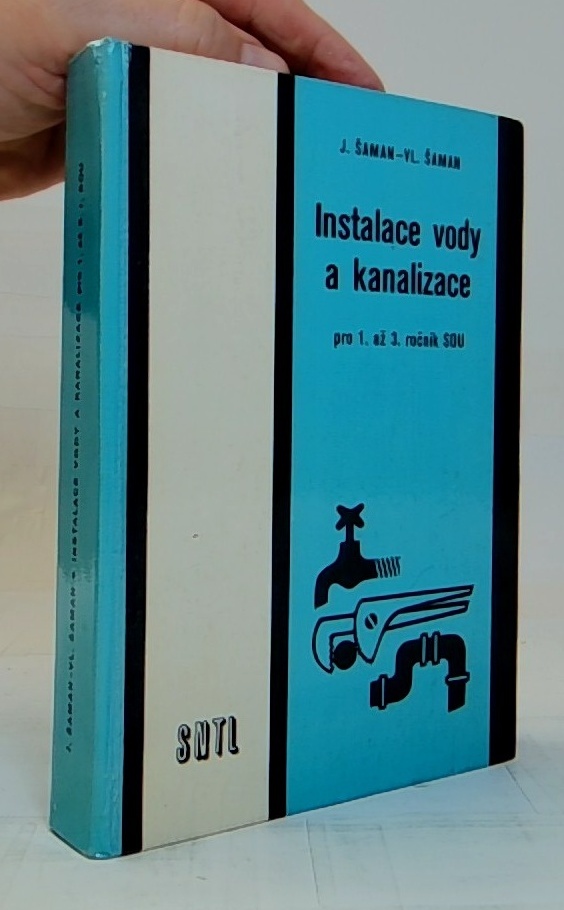 J. ŠAMAN-VL. ŠAMAN
Instalace vody
a kanalizace
pro 1. až 3. ročník SOU
SNTL
J. ŠAMAN-VL. ŠAMAN • INSTALACE VODY A KANALIZACE pro 1. až 3. r. SOU